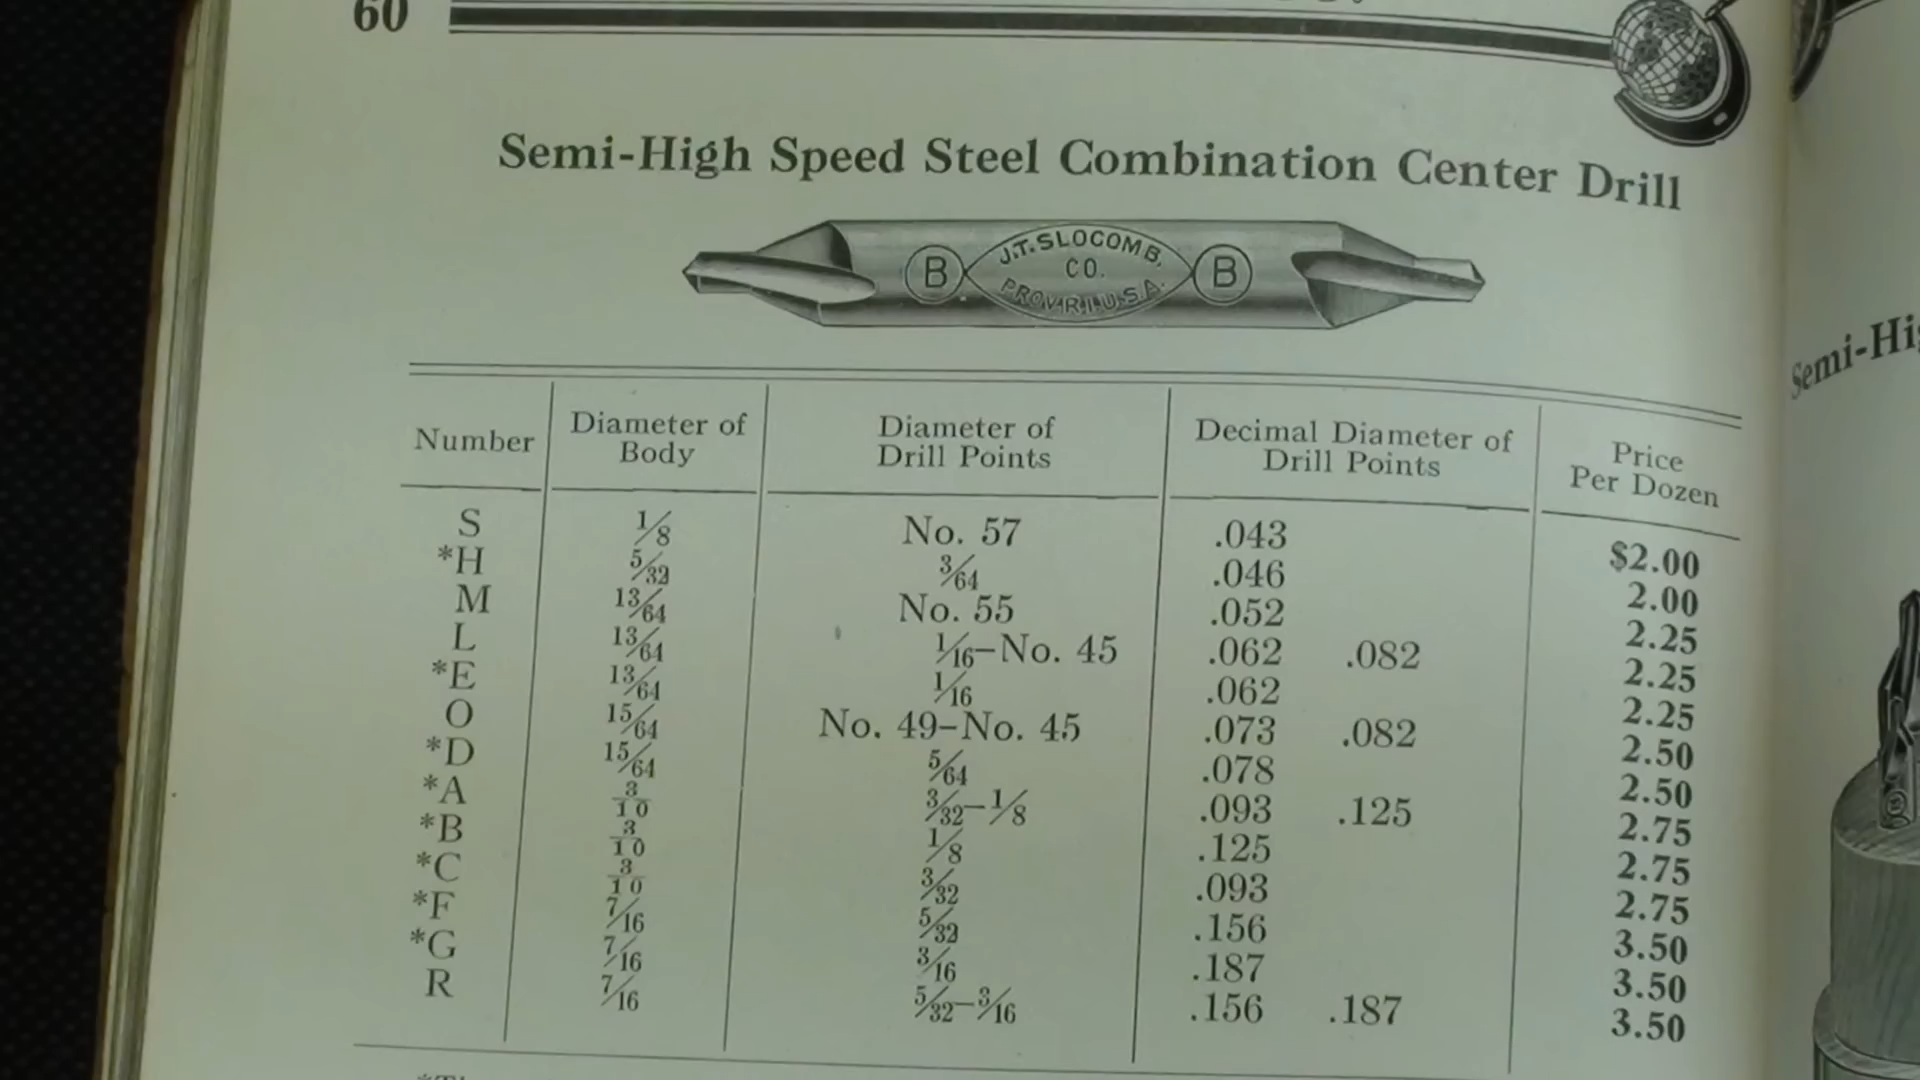 60
Semi-High Speed Steel Combination Center Drill
B J.T. SLOCOMB. B
CO.
PROV. R.I. U.S.A.
Number Diameter of Body Diameter of Drill Points Decimal Diameter of Drill Points Price Per Dozen
S 1/8 No. 57 .043 $2.00
*H 5/32 3/64 .046 2.00
M 13/64 No. 55 .052 2.25
L 13/64 1/16–No. 45 .062 .082 2.25
*E 13/64 1/16 .062 2.25
O 15/64 No. 49–No. 45 .073 .082 2.50
*D 15/64 5/64 .078 2.50
*A 3/10 3/32–1/8 .093 .125 2.75
*B 3/10 1/8 .125 2.75
*C 3/10 3/32 .093 2.75
*F 7/16 5/32 .156 3.50
*G 7/16 3/16 .187 3.50
R 7/16 5/32–3/16 .156 .187 3.50
Semi-Hi
B